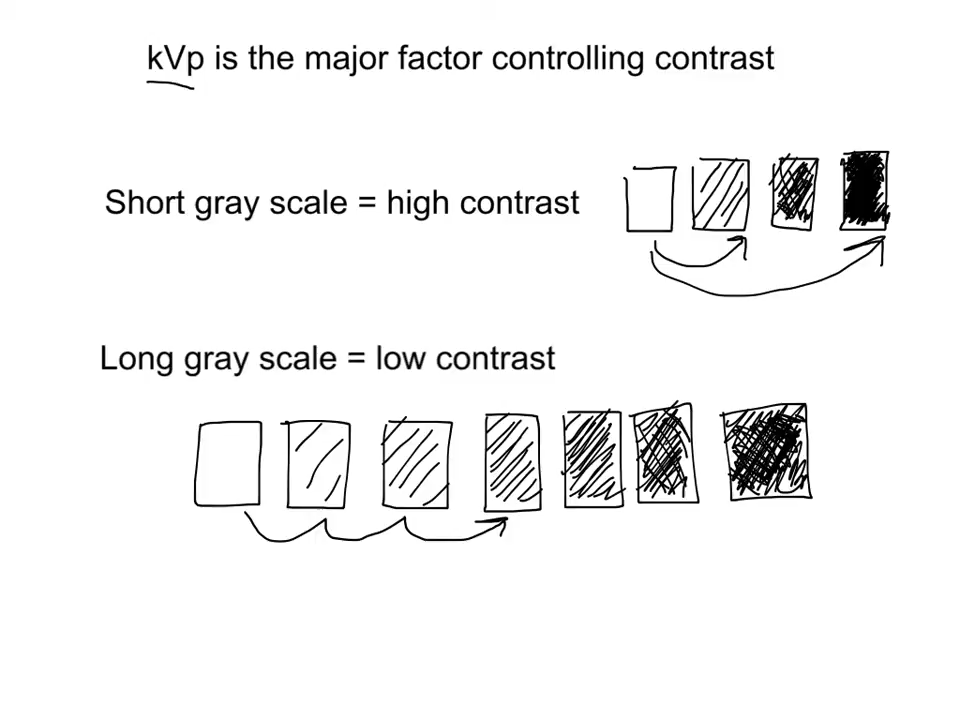 kVp is the major factor controlling contrast
Short gray scale = high contrast
Long gray scale = low contrast